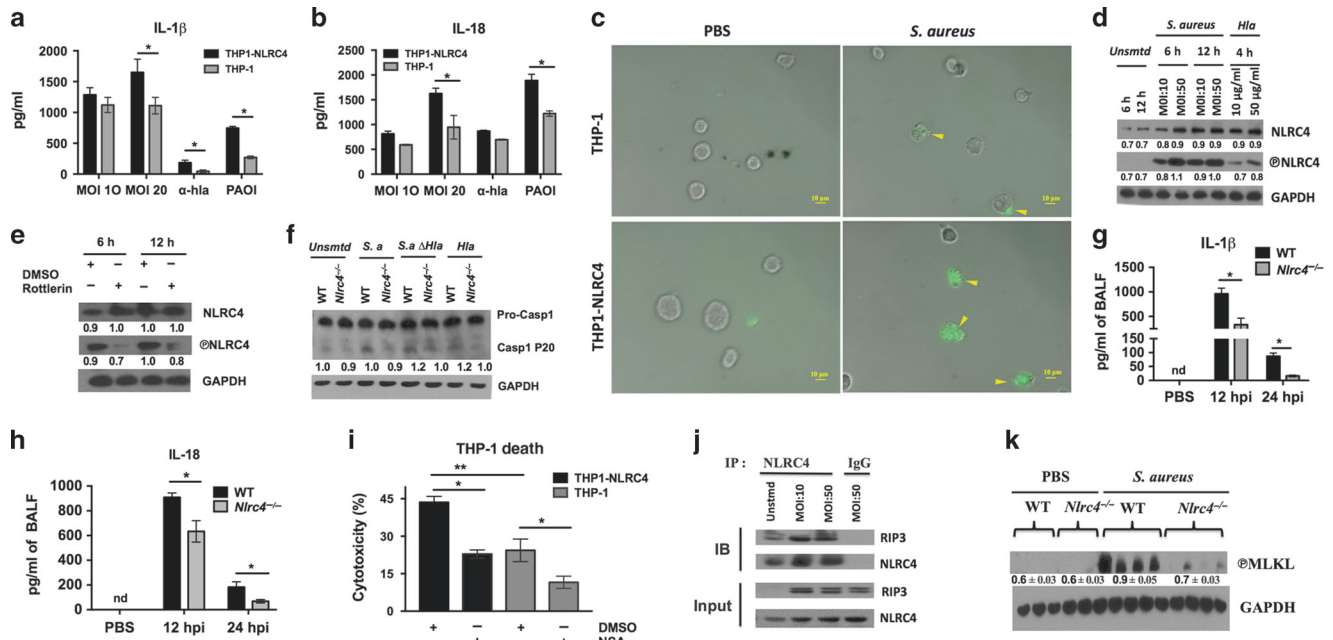 a
IL-1β
2000
1500
1000
500
0
pg/ml
THP1-NLRC4
THP-1
* * *
MOI 1O MOI 20 α-hla PAOI
b
IL-18
2500
2000
1500
1000
500
0
pg/ml
THP1-NLRC4
THP-1
* *
MOI 1O MOI 20 α-hla PAOI
c
PBS S. aureus
THP-1
10 μm 10 μm
THP1-NLRC4
10 μm 10 μm
d
S. aureus Hla
Unsmtd 6 h 12 h 4 h
6 h 12 h MOI:10 MOI:50 MOI:10 MOI:50 10 μg/ml 50 μg/ml
NLRC4
0.7 0.7 0.8 0.9 0.9 0.9 0.9 0.9
ⓅNLRC4
0.7 0.7 0.8 1.1 0.9 1.0 0.7 0.8
GAPDH
e
6 h 12 h
DMSO + – + –
Rottlerin – + – +
NLRC4
0.9 1.0 1.0 1.0
ⓅNLRC4
0.9 0.7 1.0 0.8
GAPDH
f
Unsmtd S. a S.a ΔHla Hla
WT Nlrc4–/– WT Nlrc4–/– WT Nlrc4–/– WT Nlrc4–/–
Pro-Casp1
Casp1 P20
1.0 0.9 1.0 0.9 1.2 1.0 1.2 1.0
GAPDH
g
IL-1β
1500
1000
500
150
100
50
0
pg/ml of BALF
WT
Nlrc4–/–
* *
nd
PBS 12 hpi 24 hpi
h
IL-18
1000
800
600
400
200
0
pg/ml of BALF
WT
Nlrc4–/–
* *
nd
PBS 12 hpi 24 hpi
i
THP-1 death
45
30
15
0
Cytotoxicity (%)
THP1-NLRC4
THP-1
**
* *
+ – + – DMSO
– + – + NSA
j
IP : NLRC4 IgG
Unstmd MOI:10 MOI:50 MOI:50
IB
RIP3
NLRC4
Input
RIP3
NLRC4
k
PBS S. aureus
WT Nlrc4–/– WT Nlrc4–/–
ⓅMLKL
0.6 ± 0.03 0.6 ± 0.03 0.9 ± 0.05 0.7 ± 0.03
GAPDH